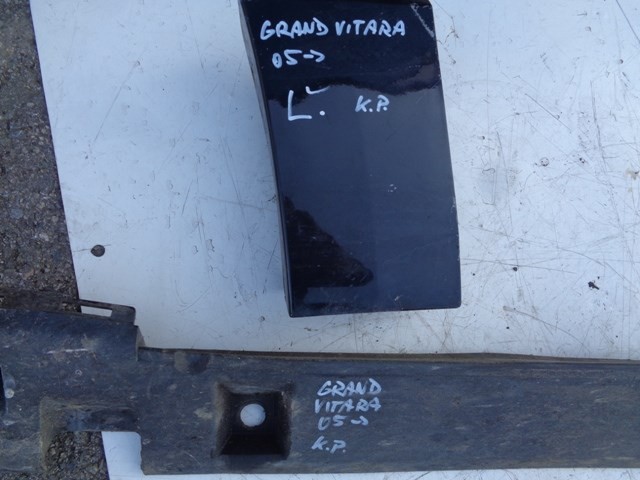 GRAND VITARA
05->
L. K.P.
GRAND
VITARA
05->
K.P.